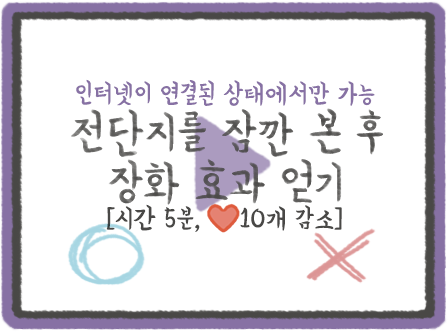 인터넷이 연결된 상태에서만 가능
전단지를 잠깐 본 후
장화 효과 얻기
[시간 5분, ❤️10개 감소]